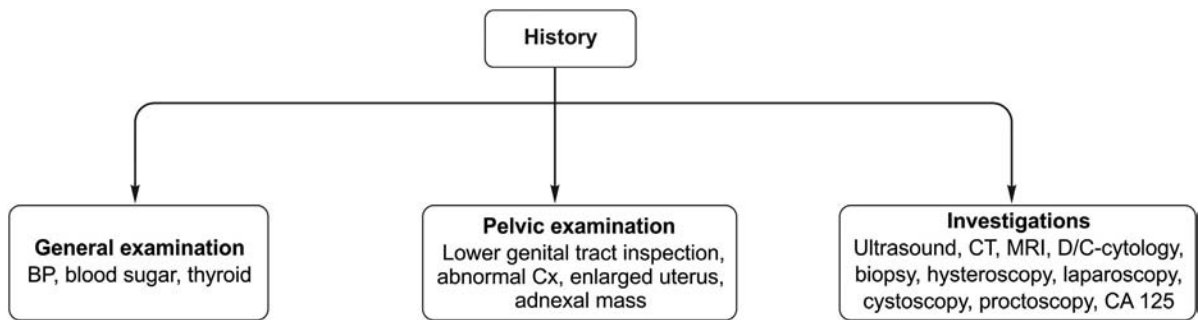 History
General examination
BP, blood sugar, thyroid
Pelvic examination
Lower genital tract inspection,
abnormal Cx, enlarged uterus,
adnexal mass
Investigations
Ultrasound, CT, MRI, D/C-cytology,
biopsy, hysteroscopy, laparoscopy,
cystoscopy, proctoscopy, CA 125